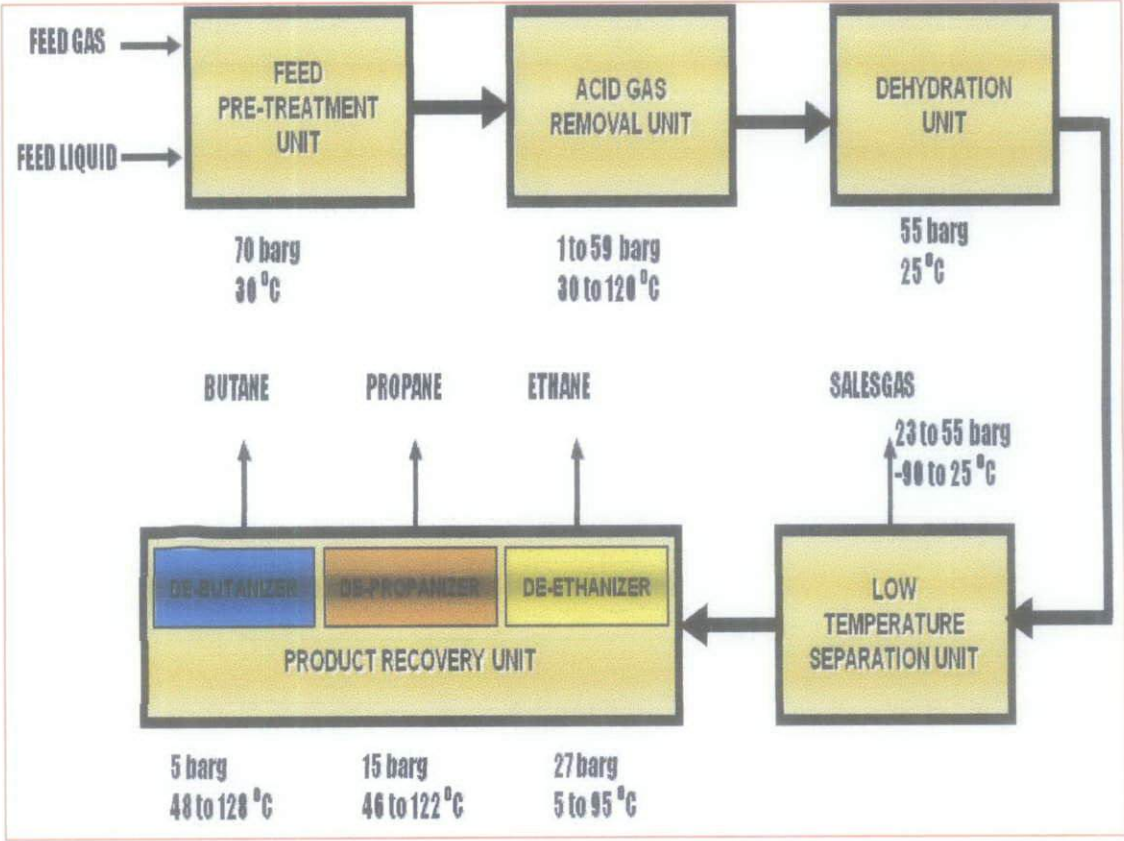 FEED GAS
FEED LIQUID
FEED
PRE-TREATMENT
UNIT
ACID GAS
REMOVAL UNIT
DEHYDRATION
UNIT
70 barg
30 °C
1 to 59 barg
30 to 120 °C
55 barg
25 °C
BUTANE
PROPANE
ETHANE
SALESGAS
23 to 55 barg
-90 to 25 °C
DE-BUTANIZER
DE-PROPANIZER
DE-ETHANIZER
PRODUCT RECOVERY UNIT
LOW
TEMPERATURE
SEPARATION UNIT
5 barg
48 to 128 °C
15 barg
46 to 122 °C
27 barg
5 to 95 °C